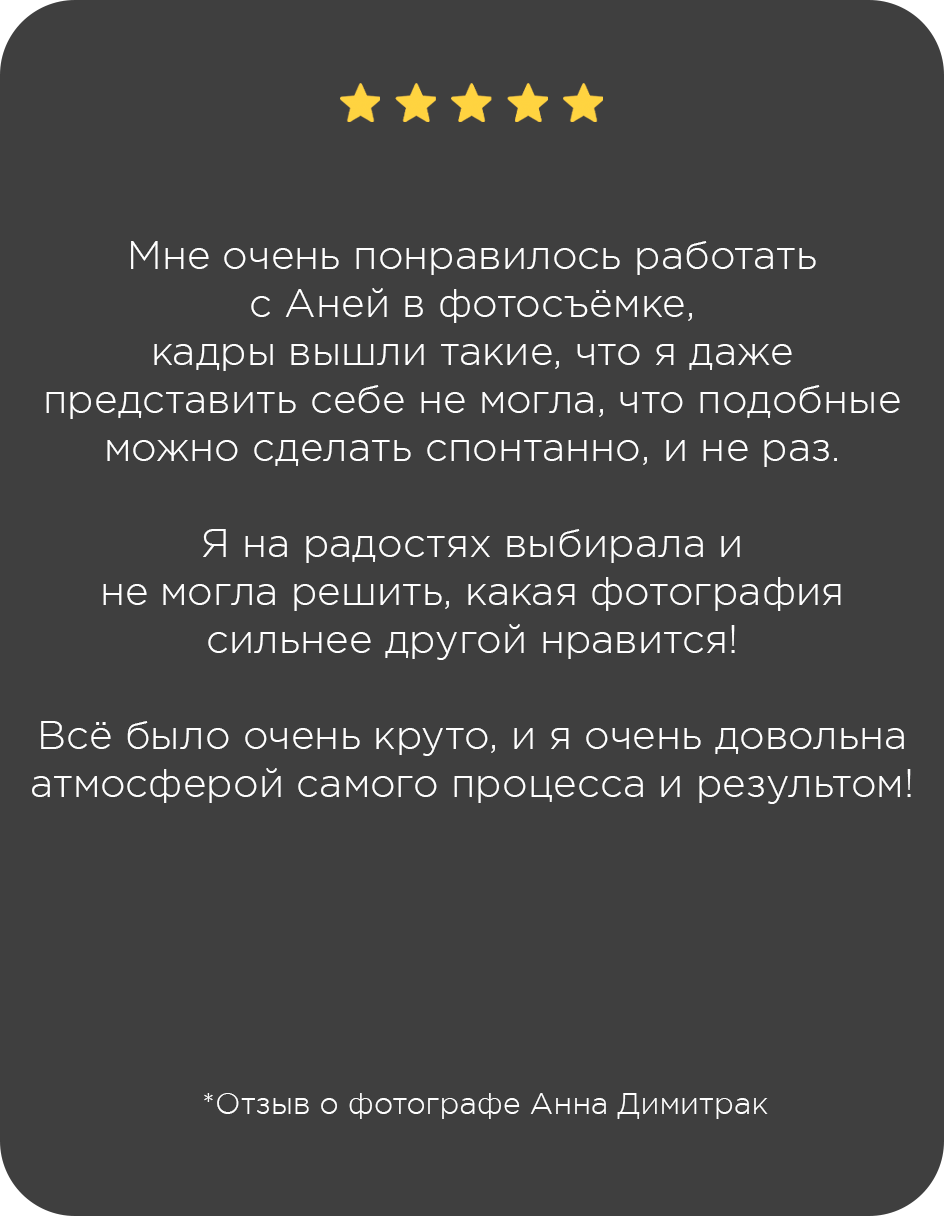 Мне очень понравилось работать
с Аней в фотосъёмке,
кадры вышли такие, что я даже
представить себе не могла, что подобные
можно сделать спонтанно, и не раз.
Я на радостях выбирала и
не могла решить, какая фотография
сильнее другой нравится!
Всё было очень круто, и я очень довольна
атмосферой самого процесса и результом!
*Отзыв о фотографе Анна Димитрак